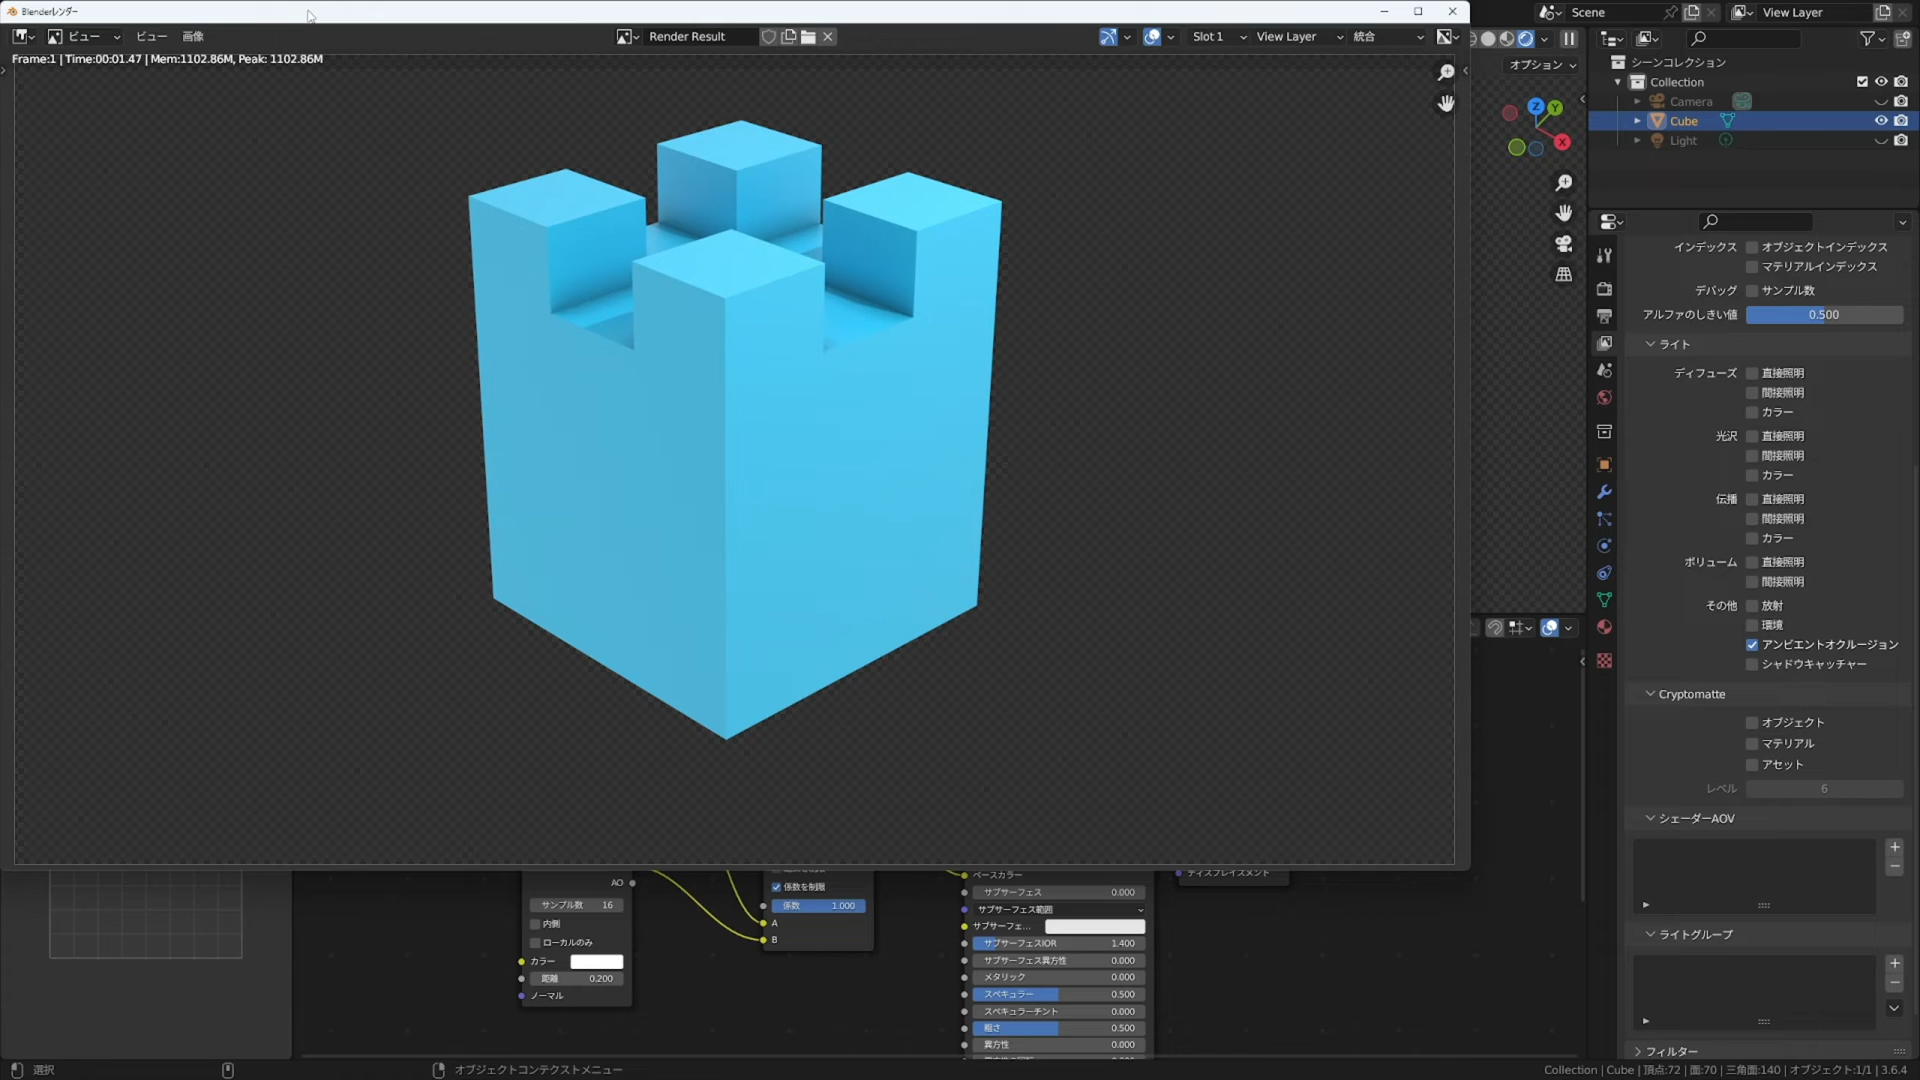 Blenderレンダー
ビュー ビュー 画像 Render Result Slot 1 View Layer 統合
Frame:1 | Time:00:01.47 | Mem:1102.86M, Peak: 1102.86M
Scene View Layer
オプション
Z
Y
X
シーンコレクション
Collection
Camera
Cube
Light
インデックス オブジェクトインデックス
マテリアルインデックス
デバッグ サンプル数
アルファのしきい値 0.500
ライト
ディフューズ 直接照明
間接照明
カラー
光沢 直接照明
間接照明
カラー
伝播 直接照明
間接照明
カラー
ボリューム 直接照明
間接照明
その他 放射
環境
アンビエントオクルージョン
シャドウキャッチャー
Cryptomatte
オブジェクト
マテリアル
アセット
レベル 6
シェーダーAOV
ライトグループ
フィルター
AO
サンプル数 16
内側
ローカルのみ
カラー
距離 0.200
ノーマル
係数を制限
係数 1.000
A
B
ベースカラー
サブサーフェス 0.000
サブサーフェス範囲
サブサーフェ...
サブサーフェスIOR 1.400
サブサーフェス異方性 0.000
メタリック 0.000
スペキュラー 0.500
スペキュラーチント 0.000
粗さ 0.500
異方性 0.000
ディスプレイスメント
選択
オブジェクトコンテクストメニュー
Collection | Cube | 頂点:72 | 面:70 | 三角面:140 | オブジェクト:1/1 | 3.6.4